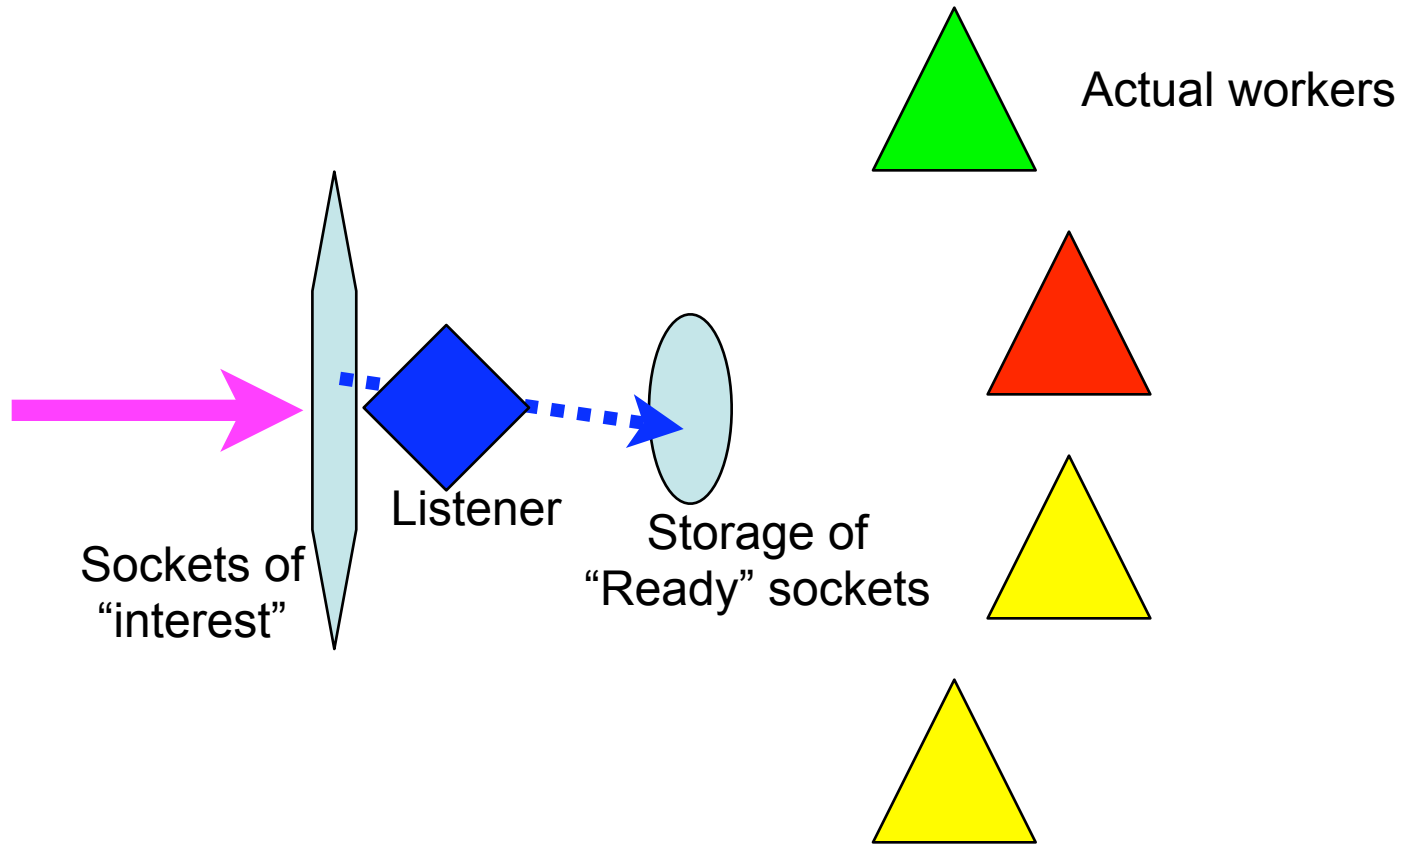 Actual workers
Listener
Storage of
“Ready” sockets
Sockets of
“interest”